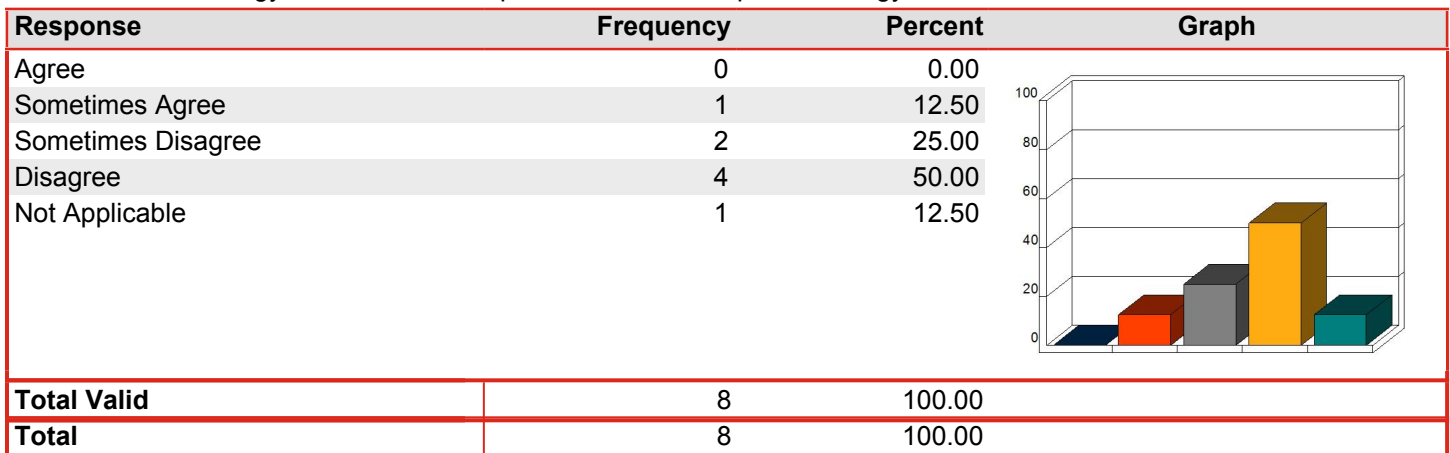 Response Frequency Percent Graph
Agree 0 0.00
Sometimes Agree 1 12.50
Sometimes Disagree 2 25.00
Disagree 4 50.00
Not Applicable 1 12.50
100
80
60
40
20
0
Total Valid 8 100.00
Total 8 100.00